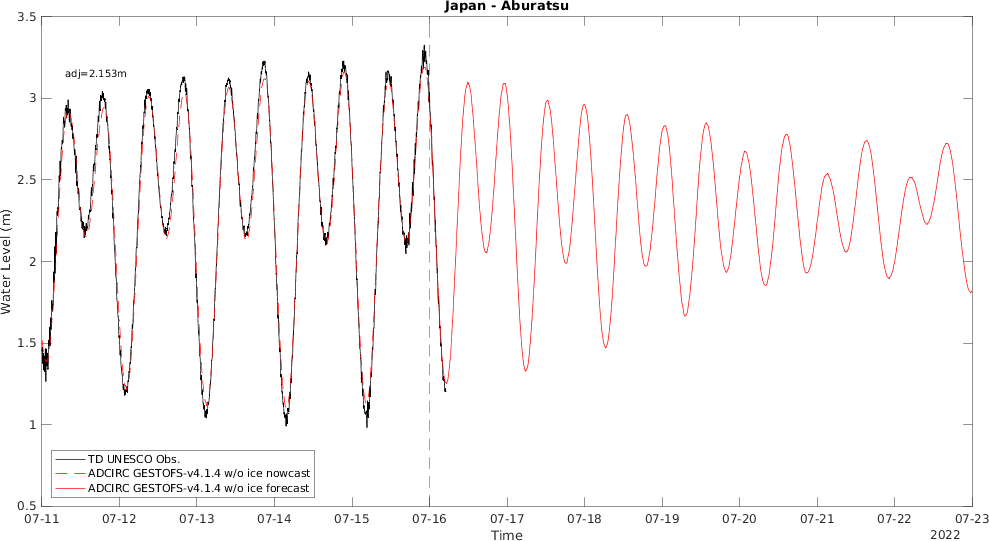 Japan - Aburatsu
3.5
adj=2.153m
3
2.5
Water Level (m)
2
1.5
1
0.5
TD UNESCO Obs.
ADCIRC GESTOFS-v4.1.4 w/o ice nowcast
ADCIRC GESTOFS-v4.1.4 w/o ice forecast
07-11 07-12 07-13 07-14 07-15 07-16 07-17 07-18 07-19 07-20 07-21 07-22 07-23
Time
2022